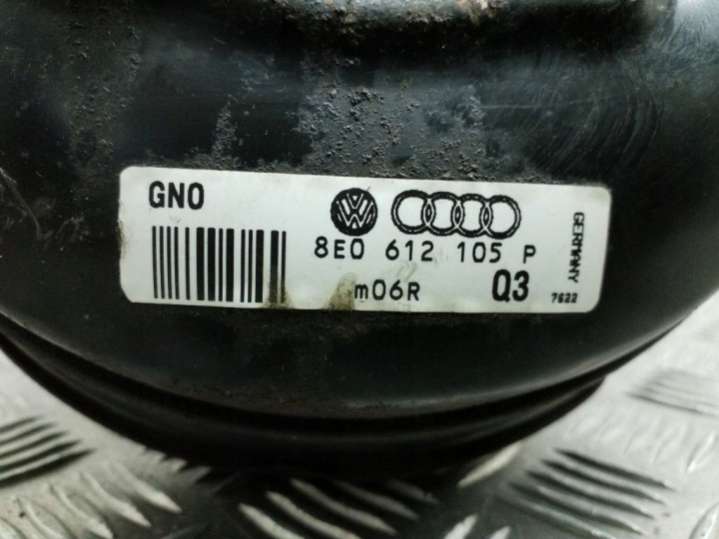 GNO
8E0 612 105 P
m06R Q3
GERMANY
7622